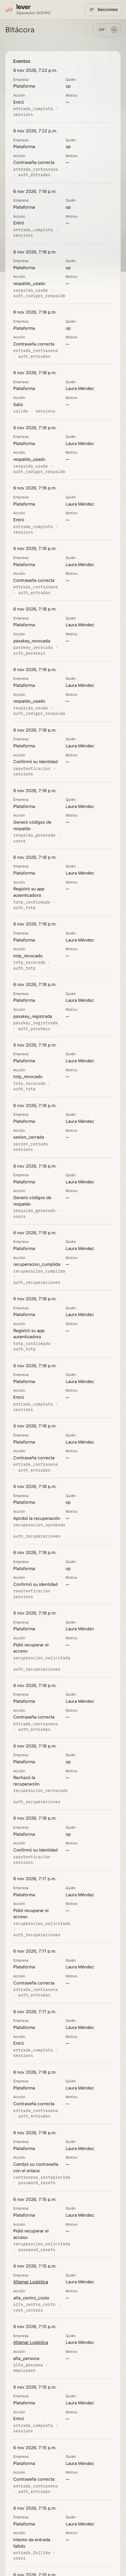 lever
Operación SOFIPO
Secciones
Bitácora
OP
Eventos
6 nov 2026, 7:22 p.m.
Empresa Quién
Plataforma op
Acción Motivo
Entró —
entrada_completa ·
sessions
6 nov 2026, 7:22 p.m.
Empresa Quién
Plataforma op
Acción Motivo
Contraseña correcta —
entrada_contrasena
· auth_entradas
6 nov 2026, 7:18 p.m.
Empresa Quién
Plataforma op
Acción Motivo
Entró —
entrada_completa ·
sessions
6 nov 2026, 7:18 p.m.
Empresa Quién
Plataforma op
Acción Motivo
respaldo_usado —
respaldo_usado ·
auth_codigos_respaldo
6 nov 2026, 7:18 p.m.
Empresa Quién
Plataforma op
Acción Motivo
Contraseña correcta —
entrada_contrasena
· auth_entradas
6 nov 2026, 7:18 p.m.
Empresa Quién
Plataforma Laura Méndez
Acción Motivo
Salió —
salida · sessions
6 nov 2026, 7:18 p.m.
Empresa Quién
Plataforma Laura Méndez
Acción Motivo
respaldo_usado —
respaldo_usado ·
auth_codigos_respaldo
6 nov 2026, 7:18 p.m.
Empresa Quién
Plataforma Laura Méndez
Acción Motivo
Entró —
entrada_completa ·
sessions
6 nov 2026, 7:18 p.m.
Empresa Quién
Plataforma Laura Méndez
Acción Motivo
Contraseña correcta —
entrada_contrasena
· auth_entradas
6 nov 2026, 7:18 p.m.
Empresa Quién
Plataforma Laura Méndez
Acción Motivo
passkey_revocada —
passkey_revocada ·
auth_passkeys
6 nov 2026, 7:18 p.m.
Empresa Quién
Plataforma Laura Méndez
Acción Motivo
respaldo_usado —
respaldo_usado ·
auth_codigos_respaldo
6 nov 2026, 7:18 p.m.
Empresa Quién
Plataforma Laura Méndez
Acción Motivo
Confirmó su identidad —
reautenticacion ·
sessions
6 nov 2026, 7:18 p.m.
Empresa Quién
Plataforma Laura Méndez
Acción Motivo
Generó códigos de —
respaldo
respaldo_generado ·
users
6 nov 2026, 7:18 p.m.
Empresa Quién
Plataforma Laura Méndez
Acción Motivo
Registró su app —
autenticadora
totp_confirmado ·
auth_totp
6 nov 2026, 7:18 p.m.
Empresa Quién
Plataforma Laura Méndez
Acción Motivo
totp_revocado —
totp_revocado ·
auth_totp
6 nov 2026, 7:18 p.m.
Empresa Quién
Plataforma Laura Méndez
Acción Motivo
passkey_registrada —
passkey_registrada
· auth_passkeys
6 nov 2026, 7:18 p.m.
Empresa Quién
Plataforma Laura Méndez
Acción Motivo
totp_revocado —
totp_revocado ·
auth_totp
6 nov 2026, 7:18 p.m.
Empresa Quién
Plataforma Laura Méndez
Acción Motivo
sesion_cerrada —
sesion_cerrada ·
sessions
6 nov 2026, 7:18 p.m.
Empresa Quién
Plataforma Laura Méndez
Acción Motivo
Generó códigos de —
respaldo
respaldo_generado ·
users
6 nov 2026, 7:18 p.m.
Empresa Quién
Plataforma Laura Méndez
Acción Motivo
recuperacion_cumplida —
recuperacion_cumplida
·
auth_recuperaciones
6 nov 2026, 7:18 p.m.
Empresa Quién
Plataforma Laura Méndez
Acción Motivo
Registró su app —
autenticadora
totp_confirmado ·
auth_totp
6 nov 2026, 7:18 p.m.
Empresa Quién
Plataforma Laura Méndez
Acción Motivo
Entró —
entrada_completa ·
sessions
6 nov 2026, 7:18 p.m.
Empresa Quién
Plataforma Laura Méndez
Acción Motivo
Contraseña correcta —
entrada_contrasena
· auth_entradas
6 nov 2026, 7:18 p.m.
Empresa Quién
Plataforma op
Acción Motivo
Aprobó la recuperación —
recuperacion_aprobada
·
auth_recuperaciones
6 nov 2026, 7:18 p.m.
Empresa Quién
Plataforma op
Acción Motivo
Confirmó su identidad —
reautenticacion ·
sessions
6 nov 2026, 7:18 p.m.
Empresa Quién
Plataforma Laura Méndez
Acción Motivo
Pidió recuperar el —
acceso
recuperacion_solicitada
·
auth_recuperaciones
6 nov 2026, 7:18 p.m.
Empresa Quién
Plataforma Laura Méndez
Acción Motivo
Contraseña correcta —
entrada_contrasena
· auth_entradas
6 nov 2026, 7:18 p.m.
Empresa Quién
Plataforma op
Acción Motivo
Rechazó la —
recuperación
recuperacion_rechazada
·
auth_recuperaciones
6 nov 2026, 7:18 p.m.
Empresa Quién
Plataforma op
Acción Motivo
Confirmó su identidad —
reautenticacion ·
sessions
6 nov 2026, 7:17 p.m.
Empresa Quién
Plataforma Laura Méndez
Acción Motivo
Pidió recuperar el —
acceso
recuperacion_solicitada
·
auth_recuperaciones
6 nov 2026, 7:17 p.m.
Empresa Quién
Plataforma Laura Méndez
Acción Motivo
Contraseña correcta —
entrada_contrasena
· auth_entradas
6 nov 2026, 7:17 p.m.
Empresa Quién
Plataforma Laura Méndez
Acción Motivo
Entró —
entrada_completa ·
sessions
6 nov 2026, 7:16 p.m.
Empresa Quién
Plataforma Laura Méndez
Acción Motivo
Contraseña correcta —
entrada_contrasena
· auth_entradas
6 nov 2026, 7:16 p.m.
Empresa Quién
Plataforma Laura Méndez
Acción Motivo
Cambió su contraseña —
con el enlace
contrasena_restablecida
· password_resets
6 nov 2026, 7:15 p.m.
Empresa Quién
Plataforma Laura Méndez
Acción Motivo
Pidió recuperar el —
acceso
recuperacion_solicitada
· password_resets
6 nov 2026, 7:15 p.m.
Empresa Quién
Altamar Logística Laura Méndez
Acción Motivo
alta_centro_costo —
alta_centro_costo ·
cost_centers
6 nov 2026, 7:15 p.m.
Empresa Quién
Altamar Logística Laura Méndez
Acción Motivo
alta_persona —
alta_persona ·
employees
6 nov 2026, 7:15 p.m.
Empresa Quién
Plataforma Laura Méndez
Acción Motivo
Entró —
entrada_completa ·
sessions
6 nov 2026, 7:15 p.m.
Empresa Quién
Plataforma Laura Méndez
Acción Motivo
Contraseña correcta —
entrada_contrasena
· auth_entradas
6 nov 2026, 7:15 p.m.
Empresa Quién
Plataforma Laura Méndez
Acción Motivo
Intento de entrada —
fallido
entrada_fallida ·
users
6 nov 2026, 7:15 p.m.